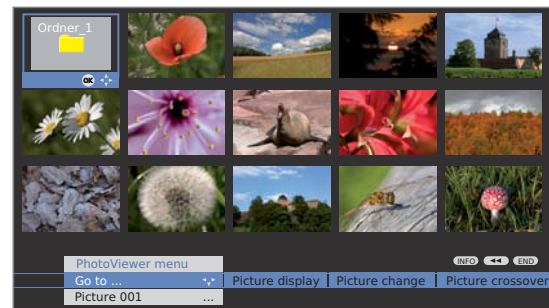 Ordner_1
OK
PhotoViewer menu
INFO END
Go to ... Picture display Picture change Picture crossover
Picture 001 ...